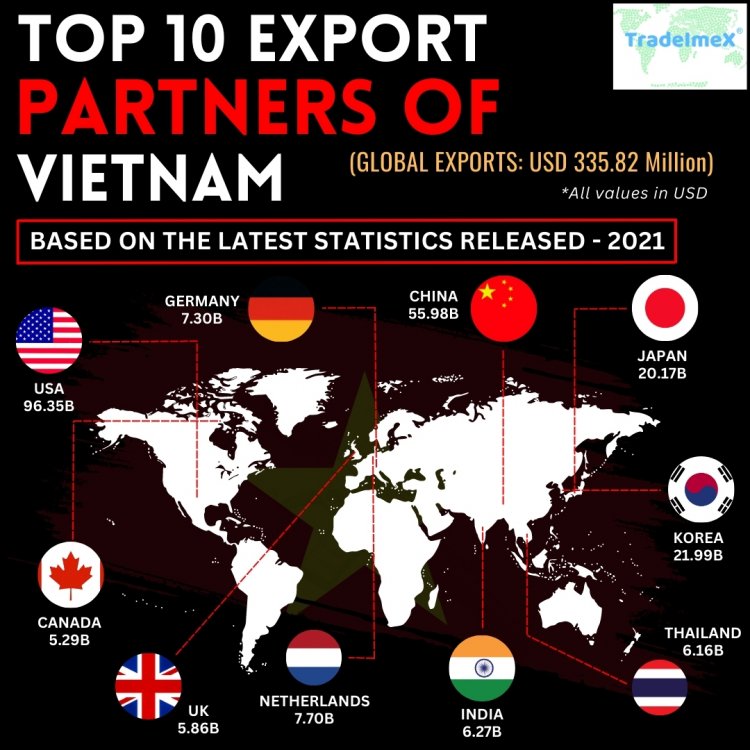 TOP 10 EXPORT
PARTNERS OF
VIETNAM
TradeImeX®
(GLOBAL EXPORTS: USD 335.82 Million)
*All values in USD
BASED ON THE LATEST STATISTICS RELEASED - 2021
GERMANY
7.30B
CHINA
55.98B
USA
96.35B
JAPAN
20.17B
KOREA
21.99B
CANADA
5.29B
THAILAND
6.16B
UK
5.86B
NETHERLANDS
7.70B
INDIA
6.27B